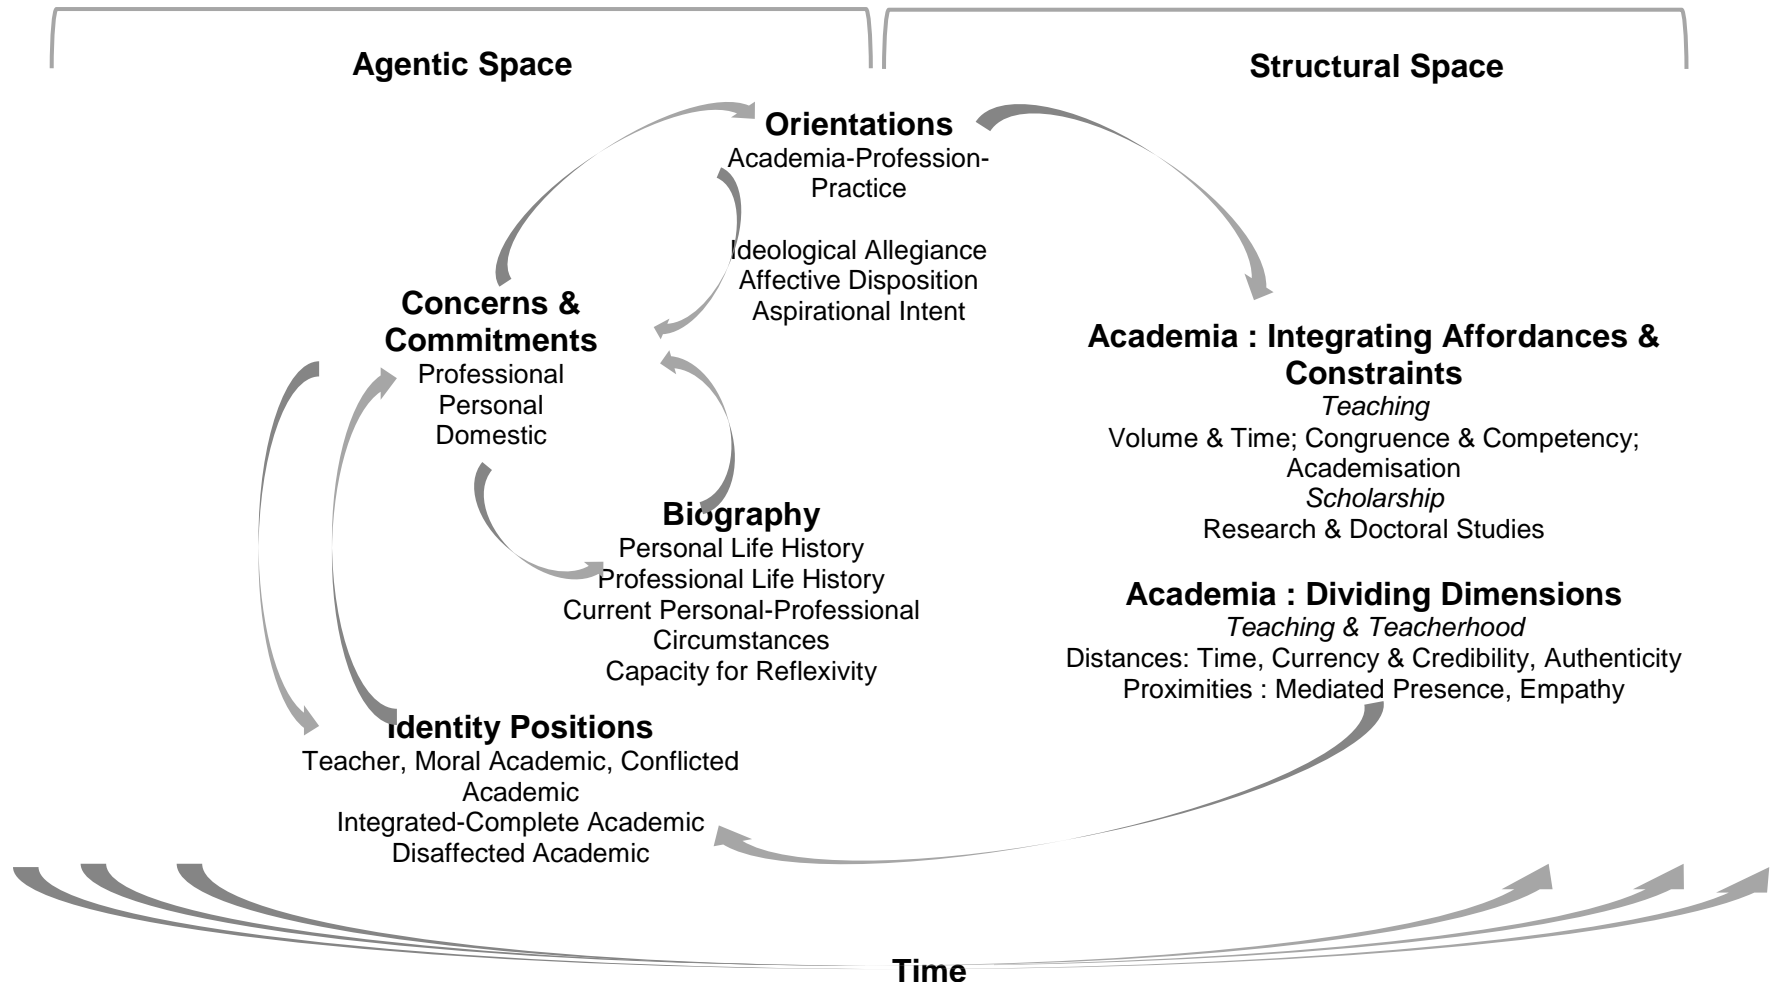 Agentic Space
Structural Space
Orientations
Academia-Profession-
Practice
Ideological Allegiance
Affective Disposition
Aspirational Intent
Concerns &
Commitments
Professional
Personal
Domestic
Biography
Personal Life History
Professional Life History
Current Personal-Professional
Circumstances
Capacity for Reflexivity
Identity Positions
Teacher, Moral Academic, Conflicted
Academic
Integrated-Complete Academic
Disaffected Academic
Academia : Integrating Affordances &
Constraints
Teaching
Volume & Time; Congruence & Competency;
Academisation
Scholarship
Research & Doctoral Studies
Academia : Dividing Dimensions
Teaching & Teacherhood
Distances: Time, Currency & Credibility, Authenticity
Proximities : Mediated Presence, Empathy
Time